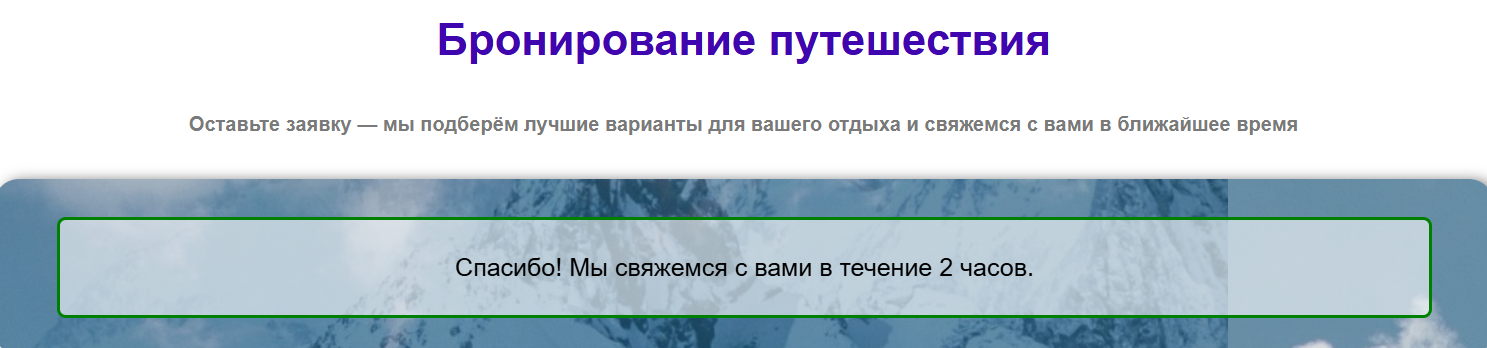 Бронирование путешествия
Оставьте заявку — мы подберём лучшие варианты для вашего отдыха и свяжемся с вами в ближайшее время
Спасибо! Мы свяжемся с вами в течение 2 часов.